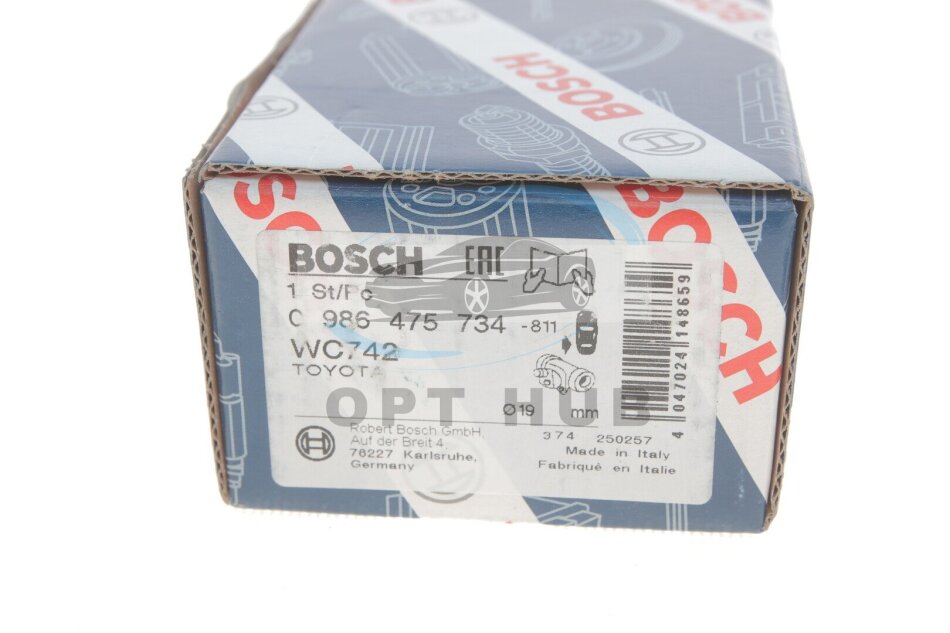 BOSCH
BOSCH
BOSCH
BOSCH EAC
1 St/Pc
0 986 475 734 -811
WC742
TOYOTA
OPT HUB
Ø19 mm
Robert Bosch GmbH,
Auf der Breit 4,
76227 Karlsruhe,
Germany
374 250257
Made in Italy
Fabriqué en Italie
4 047024 148659